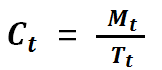 C_t = M_t / T_t